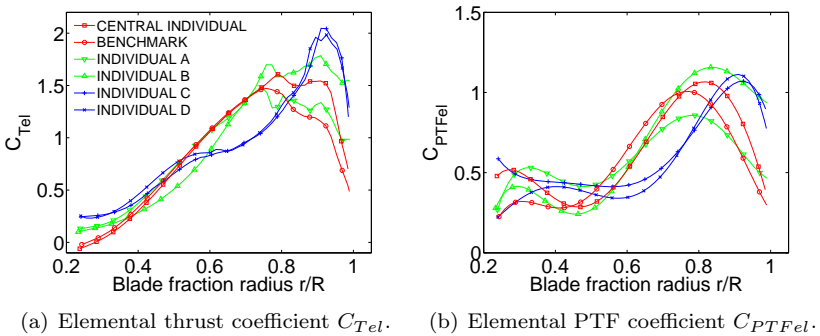 2
1.5
1
0.5
0
C_Tel
CENTRAL INDIVIDUAL
BENCHMARK
INDIVIDUAL A
INDIVIDUAL B
INDIVIDUAL C
INDIVIDUAL D
0.2 0.4 0.6 0.8 1
Blade fraction radius r/R
(a) Elemental thrust coefficient C_Tel.
1.5
1
0.5
0
C_PTFel
0.2 0.4 0.6 0.8 1
Blade fraction radius r/R
(b) Elemental PTF coefficient C_PTFel.